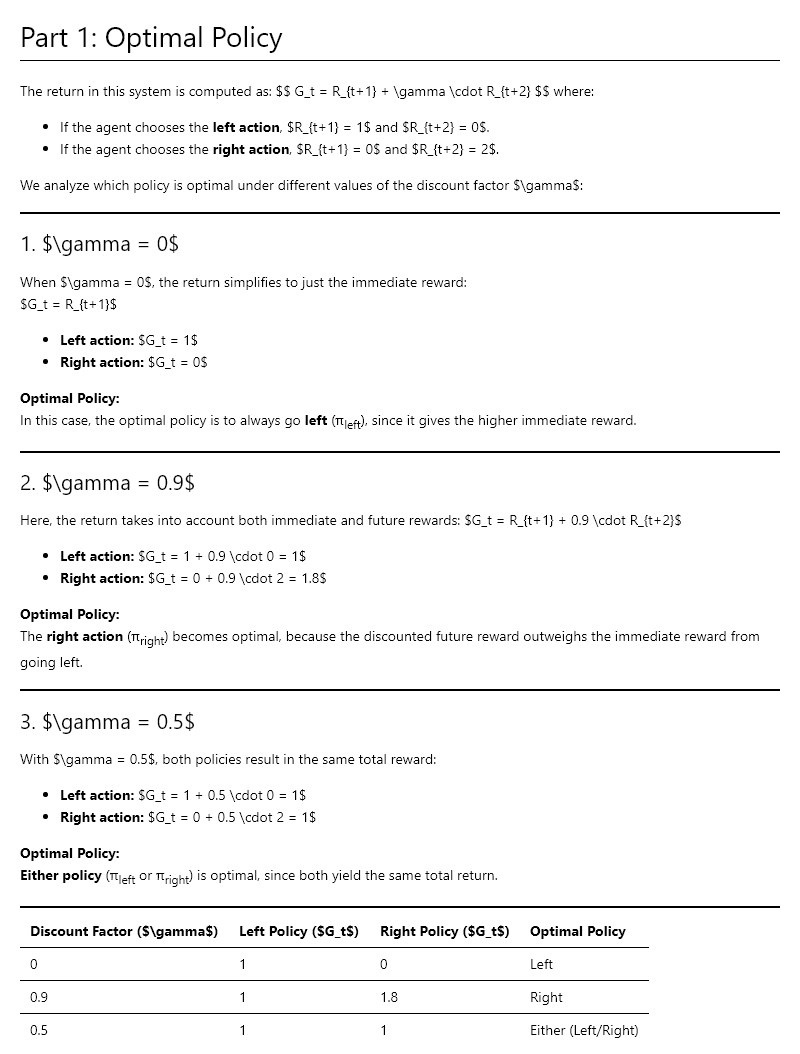 Part 1: Optimal Policy
The return in this system is computed as: $$ G_t = R_{t+1} + \gamma \cdot R_{t+2} $$ where:
• If the agent chooses the left action, $R_{t+1} = 1$ and $R_{t+2} = 0$.
• If the agent chooses the right action, $R_{t+1} = 0$ and $R_{t+2} = 2$.
We analyze which policy is optimal under different values of the discount factor $\gamma$:
1. $\gamma = 0$
When $\gamma = 0$, the return simplifies to just the immediate reward:
$G_t = R_{t+1}$
• Left action: $G_t = 1$
• Right action: $G_t = 0$
Optimal Policy:
In this case, the optimal policy is to always go left (πleft), since it gives the higher immediate reward.
2. $\gamma = 0.9$
Here, the return takes into account both immediate and future rewards: $G_t = R_{t+1} + 0.9 \cdot R_{t+2}$
• Left action: $G_t = 1 + 0.9 \cdot 0 = 1$
• Right action: $G_t = 0 + 0.9 \cdot 2 = 1.8$
Optimal Policy:
The right action (πright) becomes optimal, because the discounted future reward outweighs the immediate reward from
going left.
3. $\gamma = 0.5$
With $\gamma = 0.5$, both policies result in the same total reward:
• Left action: $G_t = 1 + 0.5 \cdot 0 = 1$
• Right action: $G_t = 0 + 0.5 \cdot 2 = 1$
Optimal Policy:
Either policy (πleft or πright) is optimal, since both yield the same total return.
Discount Factor ($\gamma$) Left Policy ($G_t$) Right Policy ($G_t$) Optimal Policy
0 1 0 Left
0.9 1 1.8 Right
0.5 1 1 Either (Left/Right)